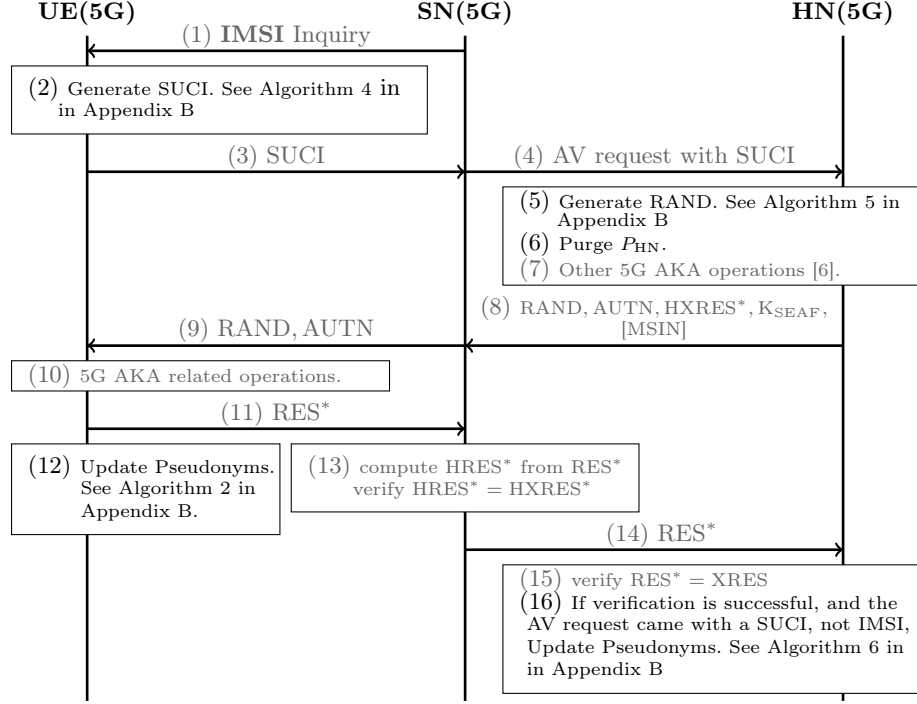 UE(5G) SN(5G) HN(5G)
(1) IMSI Inquiry
(2) Generate SUCI. See Algorithm 4 in
in Appendix B
(3) SUCI
(4) AV request with SUCI
(5) Generate RAND. See Algorithm 5 in
Appendix B
(6) Purge P_HN.
(7) Other 5G AKA operations [6].
(8) RAND, AUTN, HXRES*, K_SEAF,
[MSIN]
(9) RAND, AUTN
(10) 5G AKA related operations.
(11) RES*
(12) Update Pseudonyms.
See Algorithm 2 in
Appendix B.
(13) compute HRES* from RES*
verify HRES* = HXRES*
(14) RES*
(15) verify RES* = XRES
(16) If verification is successful, and the
AV request came with a SUCI, not IMSI,
Update Pseudonyms. See Algorithm 6 in
in Appendix B